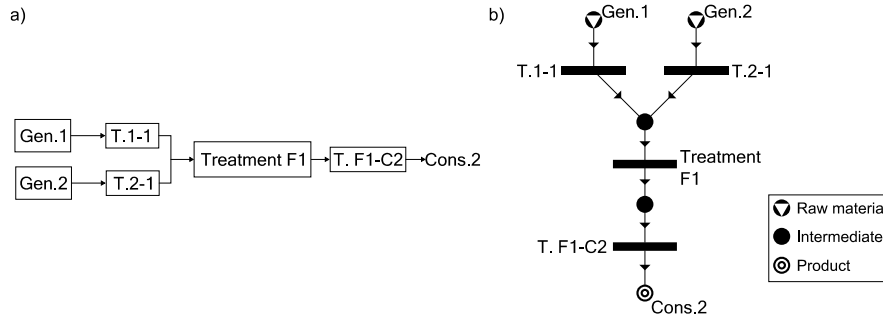 a)
Gen.1
T.1-1
Gen.2
T.2-1
Treatment F1
T. F1-C2
Cons.2
b)
Gen.1
Gen.2
T.1-1
T.2-1
Treatment
F1
T. F1-C2
Cons.2
Raw material
Intermediate
Product